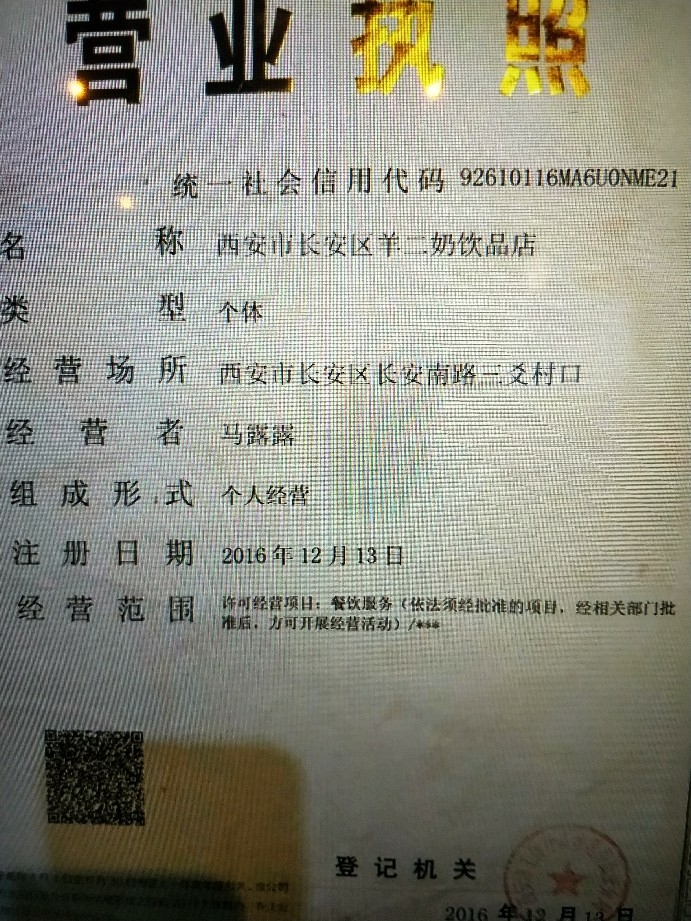 营业执照
统一社会信用代码 92610116MA6U0NME21
名称 西安市长安区羊二奶饮品店
类型 个体
经营场所 西安市长安区长安南路三爻村口
经营者 马露露
组成形式 个人经营
注册日期 2016年12月13日
经营范围 许可经营项目：餐饮服务（依法须经批准的项目，经相关部门批
准后，方可开展经营活动）/***
登记机关
2016 年 12 月 日